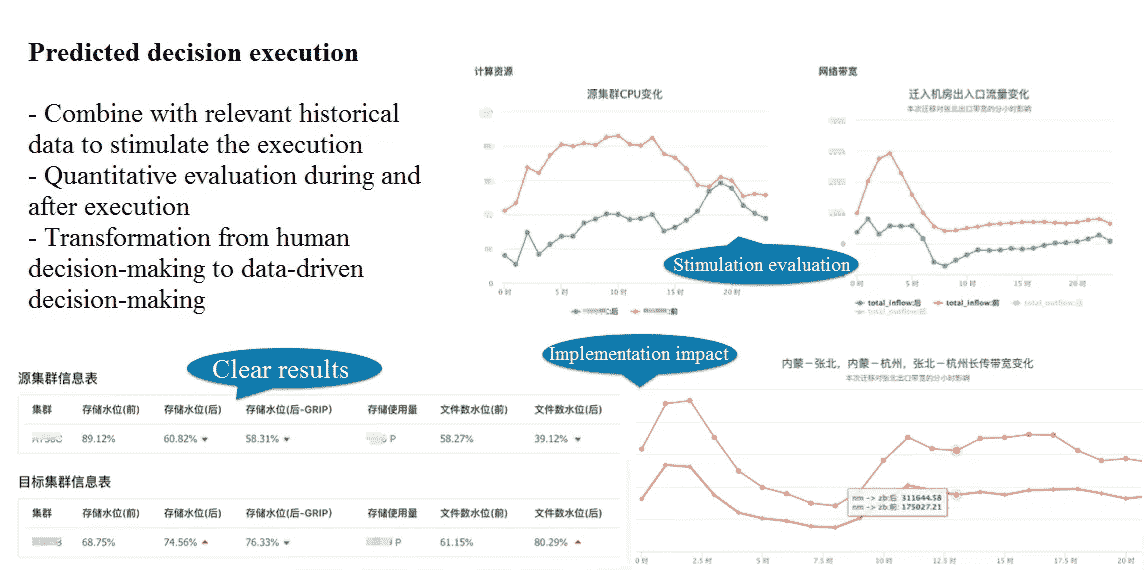 Predicted decision execution
- Combine with relevant historical
data to stimulate the execution
- Quantitative evaluation during and
after execution
- Transformation from human
decision-making to data-driven
decision-making
计算资源
源集群CPU变化
0
0 时 5 时 10 时 15 时 20 时
:后 :前
网络带宽
迁入机房出入口流量变化
本次迁移对张北出口带宽的分小时影响
0
0 时 5 时 10 时 15 时 20 时
total_inflow:后 total_inflow:前 total_outflow:后
total_outflow:前
Stimulation evaluation
Clear results
源集群信息表
集群 存储水位(前) 存储水位(后) 存储水位(后-GRIP) 存储使用量 文件数水位(前) 文件数水位(后)
89.12% 60.82% 58.31% P 58.27% 39.12%
目标集群信息表
集群 存储水位(前) 存储水位(后) 存储水位(后-GRIP) 存储使用量 文件数水位(前) 文件数水位(后)
68.75% 74.56% 76.33% P 61.15% 80.29%
Implementation impact
内蒙－张北，内蒙－杭州，张北－杭州长传带宽变化
本次迁移对张北出口带宽的分小时影响
nm -> zb:后: 311644.58
nm -> zb:前: 175027.21
0 时 2.5 时 5 时 7.5 时 10 时 12.5 时 15 时 17.5 时 20 时